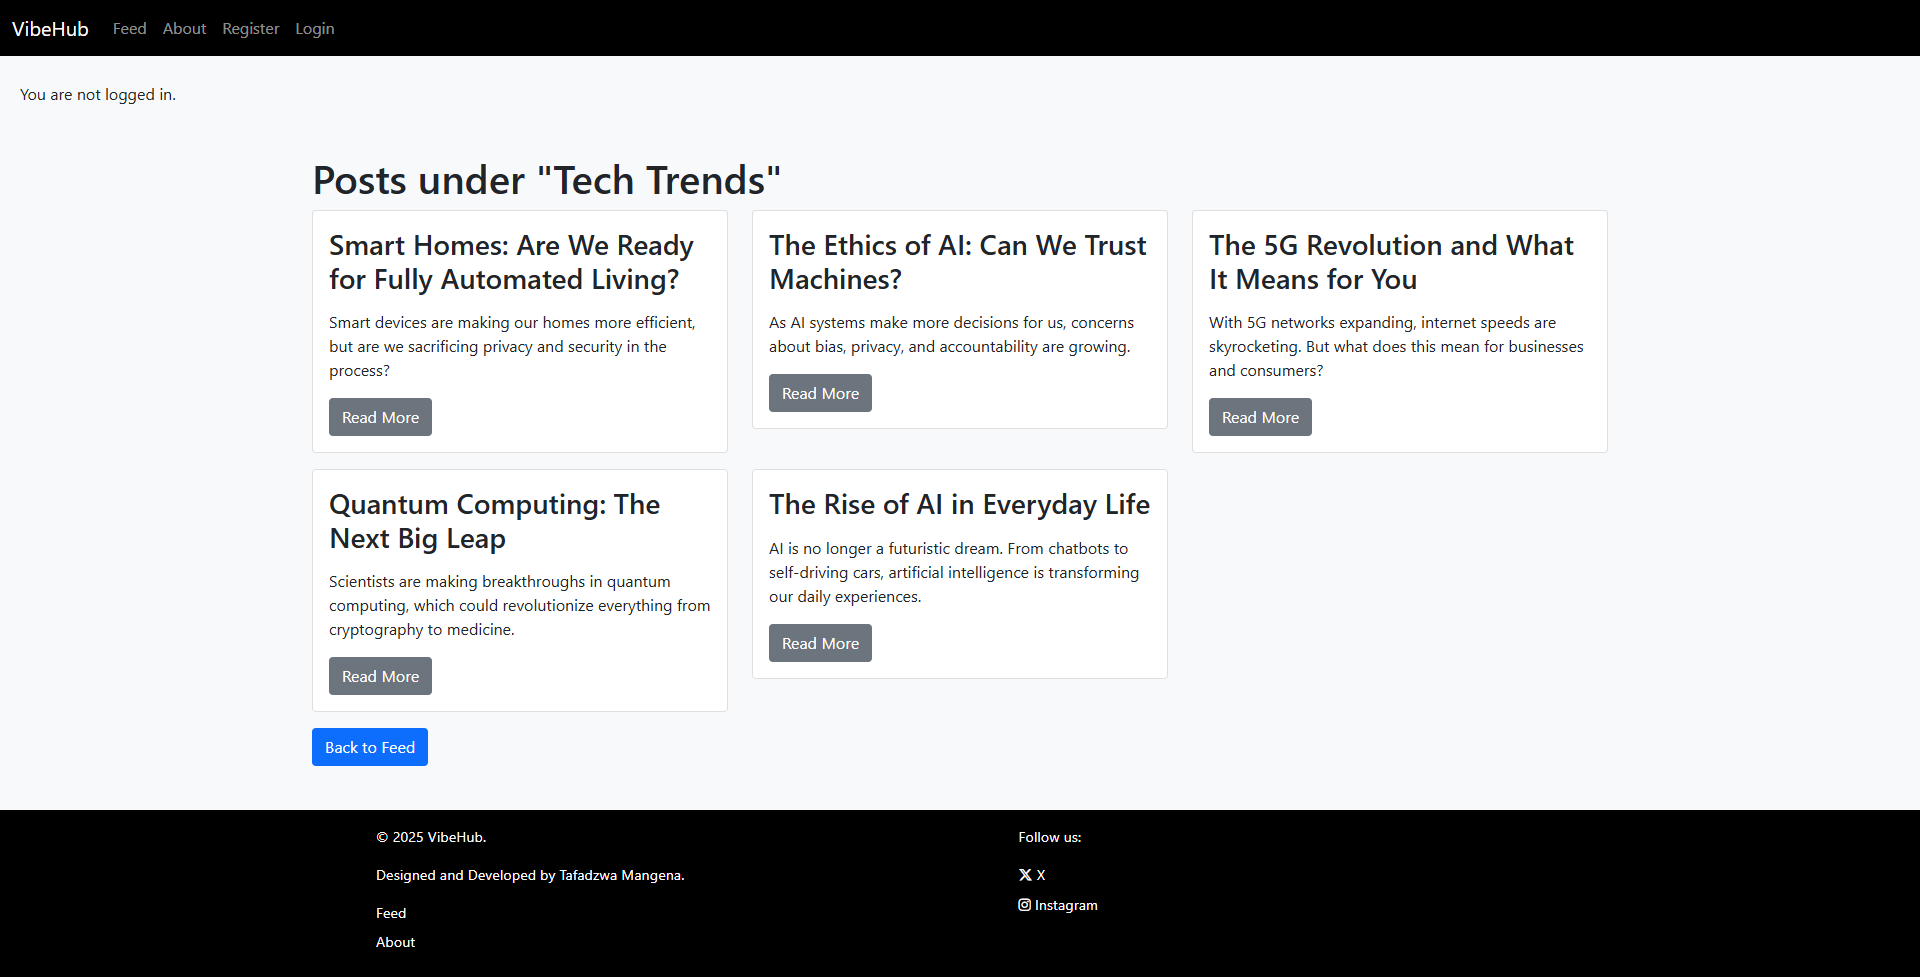 VibeHub Feed About Register Login
You are not logged in.
Posts under "Tech Trends"
Smart Homes: Are We Ready
for Fully Automated Living?
Smart devices are making our homes more efficient,
but are we sacrificing privacy and security in the
process?
Read More
The Ethics of AI: Can We Trust
Machines?
As AI systems make more decisions for us, concerns
about bias, privacy, and accountability are growing.
Read More
The 5G Revolution and What
It Means for You
With 5G networks expanding, internet speeds are
skyrocketing. But what does this mean for businesses
and consumers?
Read More
Quantum Computing: The
Next Big Leap
Scientists are making breakthroughs in quantum
computing, which could revolutionize everything from
cryptography to medicine.
Read More
The Rise of AI in Everyday Life
AI is no longer a futuristic dream. From chatbots to
self-driving cars, artificial intelligence is transforming
our daily experiences.
Read More
Back to Feed
© 2025 VibeHub.
Designed and Developed by Tafadzwa Mangena.
Feed
About
Follow us:
X
Instagram